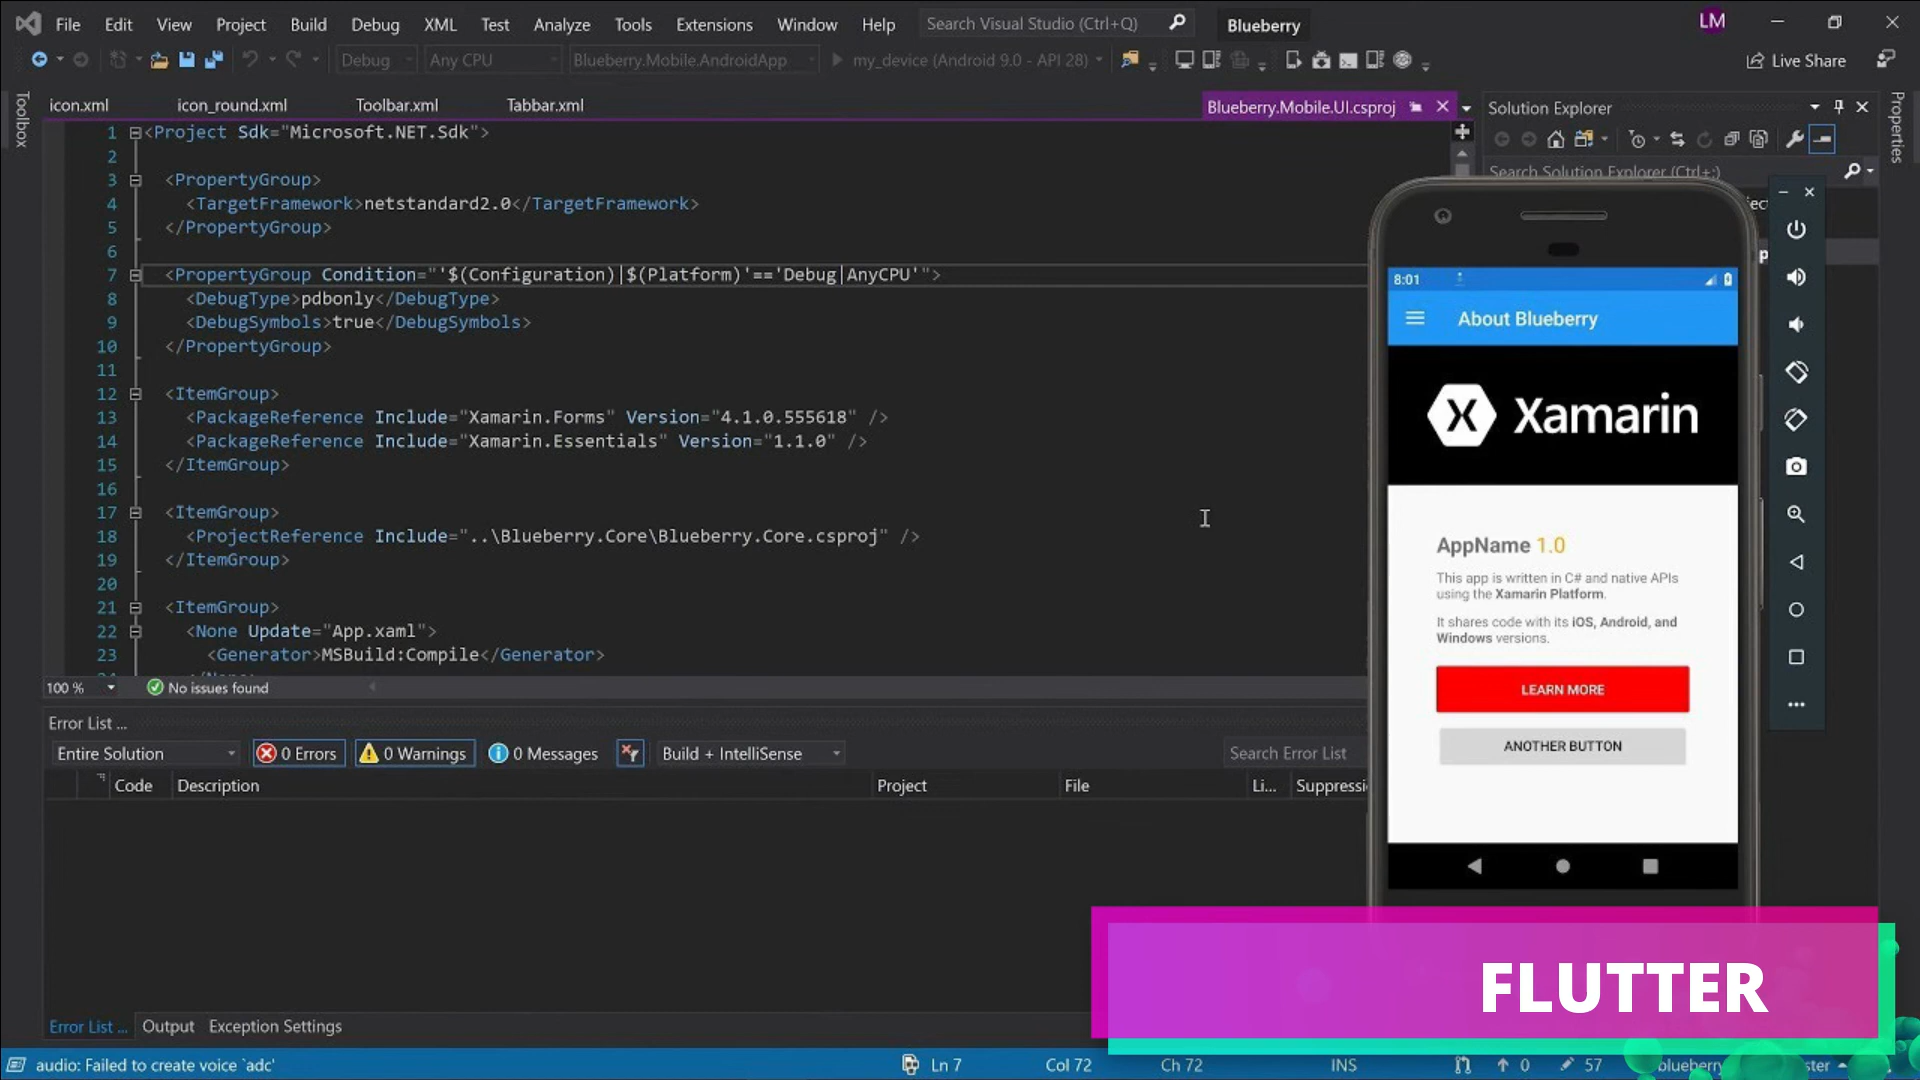 File Edit View Project Build Debug XML Test Analyze Tools Extensions Window Help Search Visual Studio (Ctrl+Q) Blueberry LM
Debug Any CPU Blueberry.Mobile.AndroidApp my_device (Android 9.0 - API 28) Live Share
Toolbox
icon.xml icon_round.xml Toolbar.xml Tabbar.xml Blueberry.Mobile.UI.csproj
1 <Project Sdk="Microsoft.NET.Sdk">
2
3 <PropertyGroup>
4 <TargetFramework>netstandard2.0</TargetFramework>
5 </PropertyGroup>
6
7 <PropertyGroup Condition="'$(Configuration)|$(Platform)'=='Debug|AnyCPU'">
8 <DebugType>pdbonly</DebugType>
9 <DebugSymbols>true</DebugSymbols>
10 </PropertyGroup>
11
12 <ItemGroup>
13 <PackageReference Include="Xamarin.Forms" Version="4.1.0.555618" />
14 <PackageReference Include="Xamarin.Essentials" Version="1.1.0" />
15 </ItemGroup>
16
17 <ItemGroup>
18 <ProjectReference Include="..\Blueberry.Core\Blueberry.Core.csproj" />
19 </ItemGroup>
20
21 <ItemGroup>
22 <None Update="App.xaml">
23 <Generator>MSBuild:Compile</Generator>
100 % No issues found
Error List ...
Entire Solution 0 Errors 0 Warnings 0 Messages Build + IntelliSense Search Error List
Code Description Project File Li... Suppressi
Error List ... Output Exception Settings
audio: Failed to create voice `adc' Ln 7 Col 72 Ch 72 INS 0 57 blueberry
Solution Explorer
Search Solution Explorer (Ctrl+;)
Properties
8:01
About Blueberry
Xamarin
AppName 1.0
This app is written in C# and native APIs
using the Xamarin Platform.
It shares code with its iOS, Android, and
Windows versions.
LEARN MORE
ANOTHER BUTTON
FLUTTER